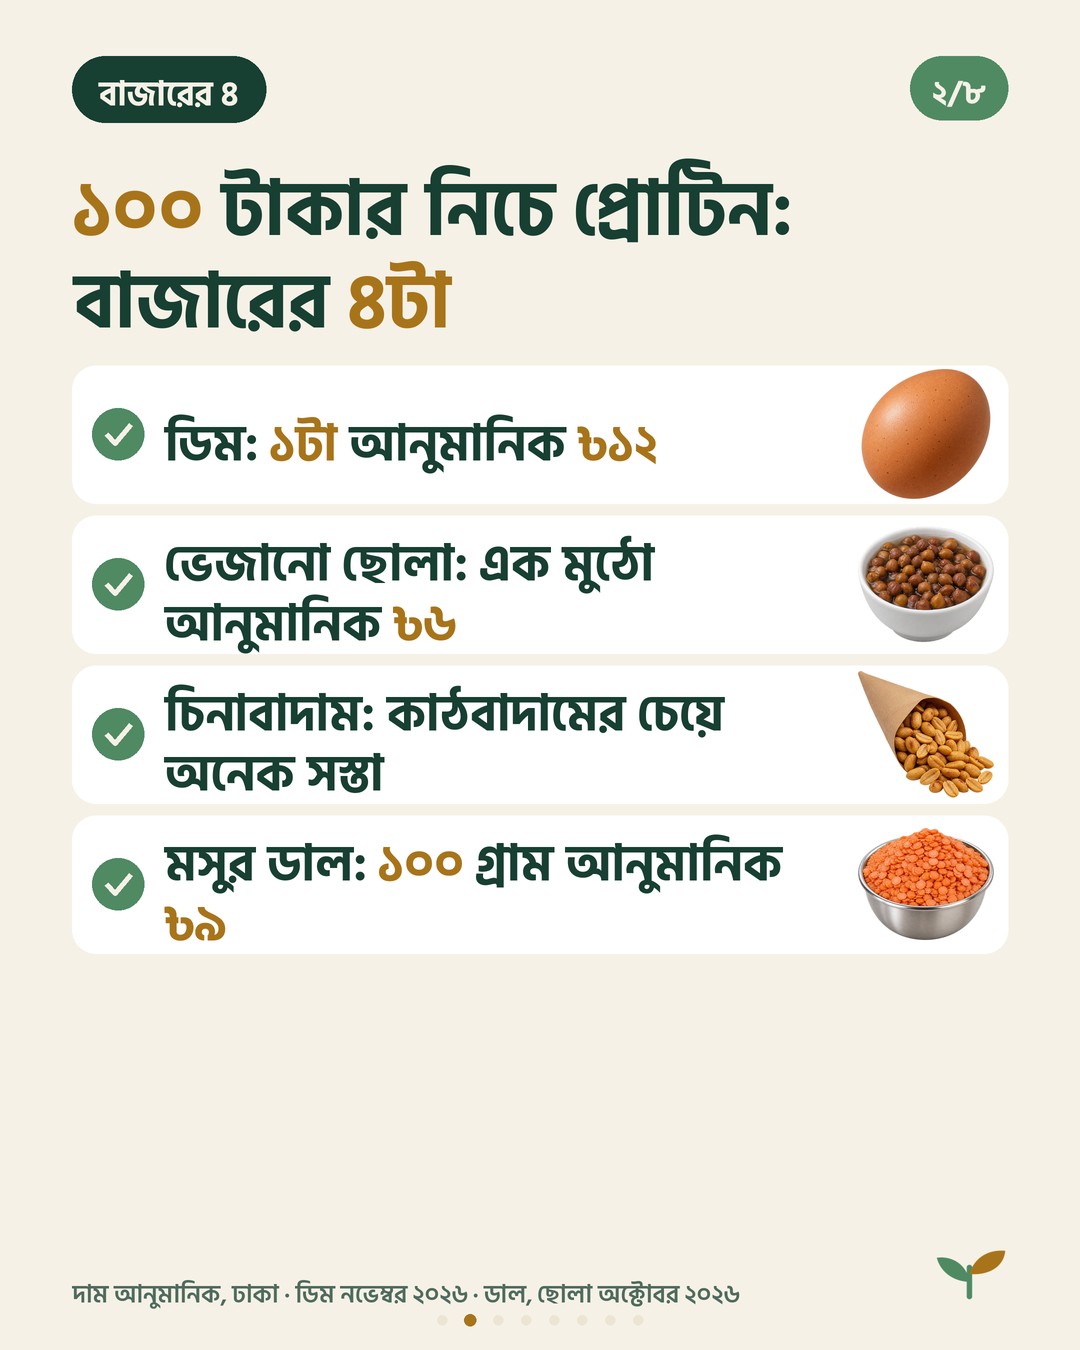 বাজারের ৪
২/৮
১০০ টাকার নিচে প্রোটিন:
বাজারের ৪টা
ডিম: ১টা আনুমানিক ৳১২
ভেজানো ছোলা: এক মুঠো
আনুমানিক ৳৬
চিনাবাদাম: কাঠবাদামের চেয়ে
অনেক সস্তা
মসুর ডাল: ১০০ গ্রাম আনুমানিক
৳৯
দাম আনুমানিক, ঢাকা · ডিম নভেম্বর ২০২৬ · ডাল, ছোলা অক্টোবর ২০২৬